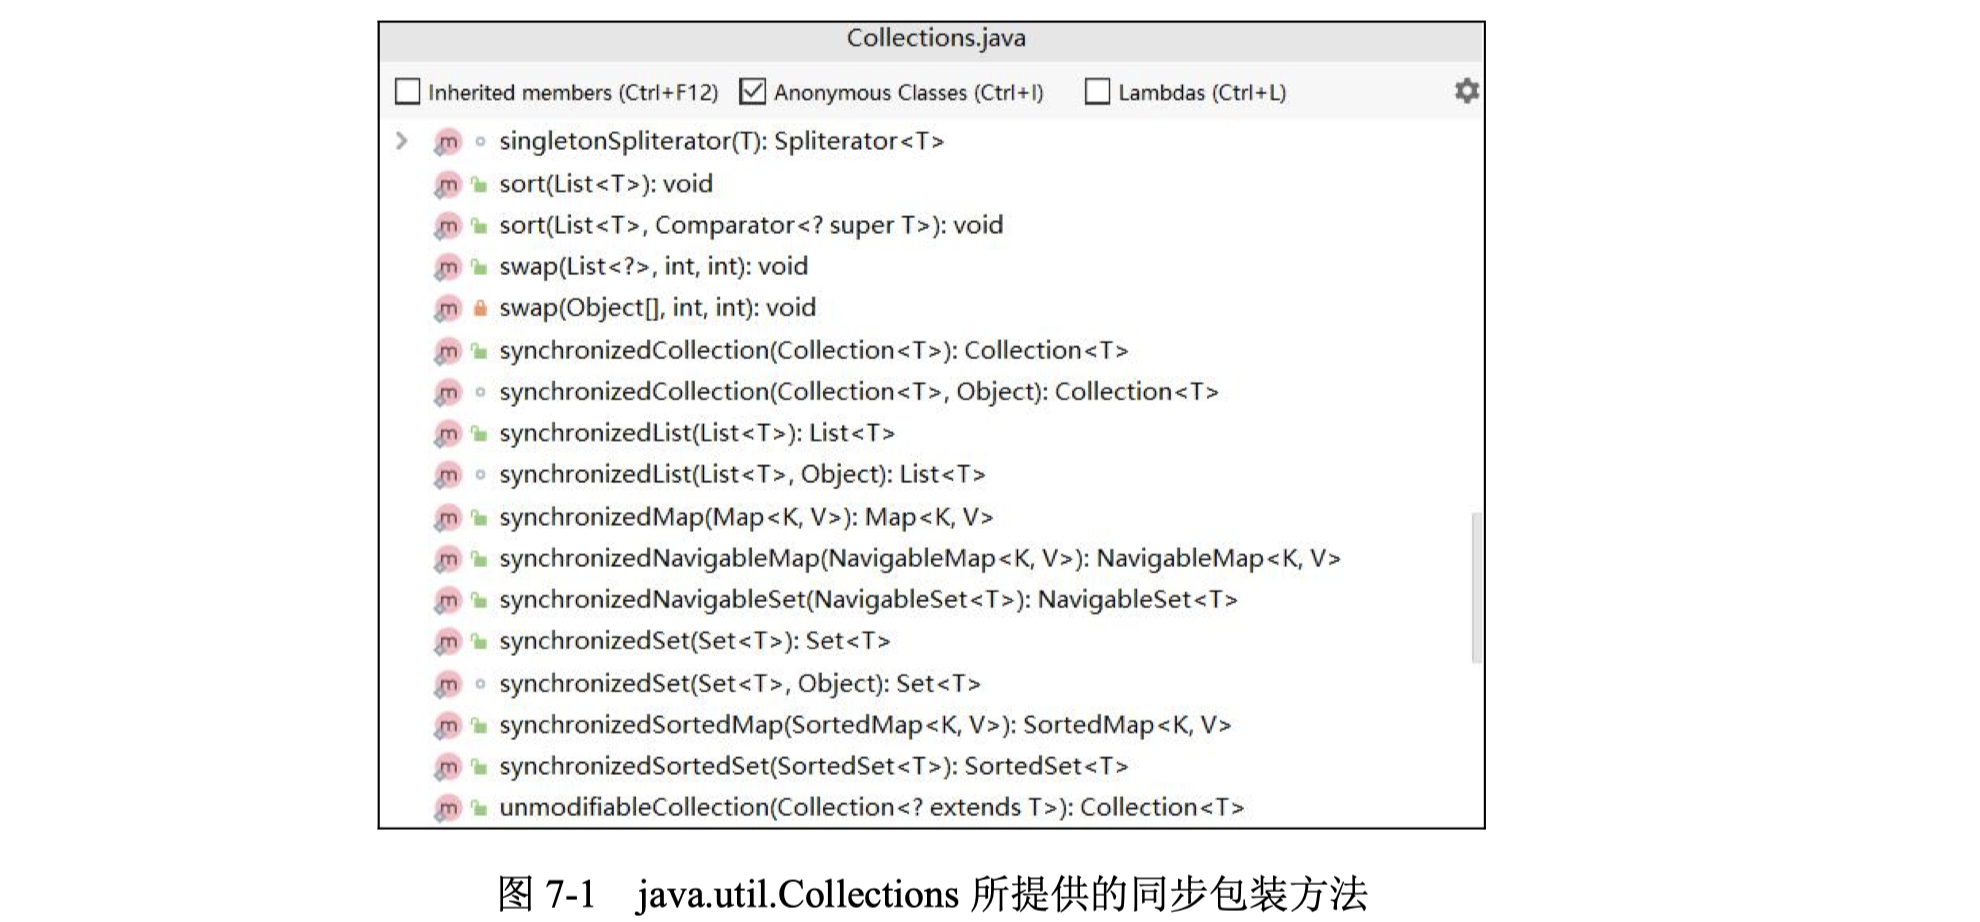 Collections.java
Inherited members (Ctrl+F12) Anonymous Classes (Ctrl+I) Lambdas (Ctrl+L)
singletonSpliterator(T): Spliterator<T>
sort(List<T>): void
sort(List<T>, Comparator<? super T>): void
swap(List<?>, int, int): void
swap(Object[], int, int): void
synchronizedCollection(Collection<T>): Collection<T>
synchronizedCollection(Collection<T>, Object): Collection<T>
synchronizedList(List<T>): List<T>
synchronizedList(List<T>, Object): List<T>
synchronizedMap(Map<K, V>): Map<K, V>
synchronizedNavigableMap(NavigableMap<K, V>): NavigableMap<K, V>
synchronizedNavigableSet(NavigableSet<T>): NavigableSet<T>
synchronizedSet(Set<T>): Set<T>
synchronizedSet(Set<T>, Object): Set<T>
synchronizedSortedMap(SortedMap<K, V>): SortedMap<K, V>
synchronizedSortedSet(SortedSet<T>): SortedSet<T>
unmodifiableCollection(Collection<? extends T>): Collection<T>
图 7-1 java.util.Collections 所提供的同步包装方法